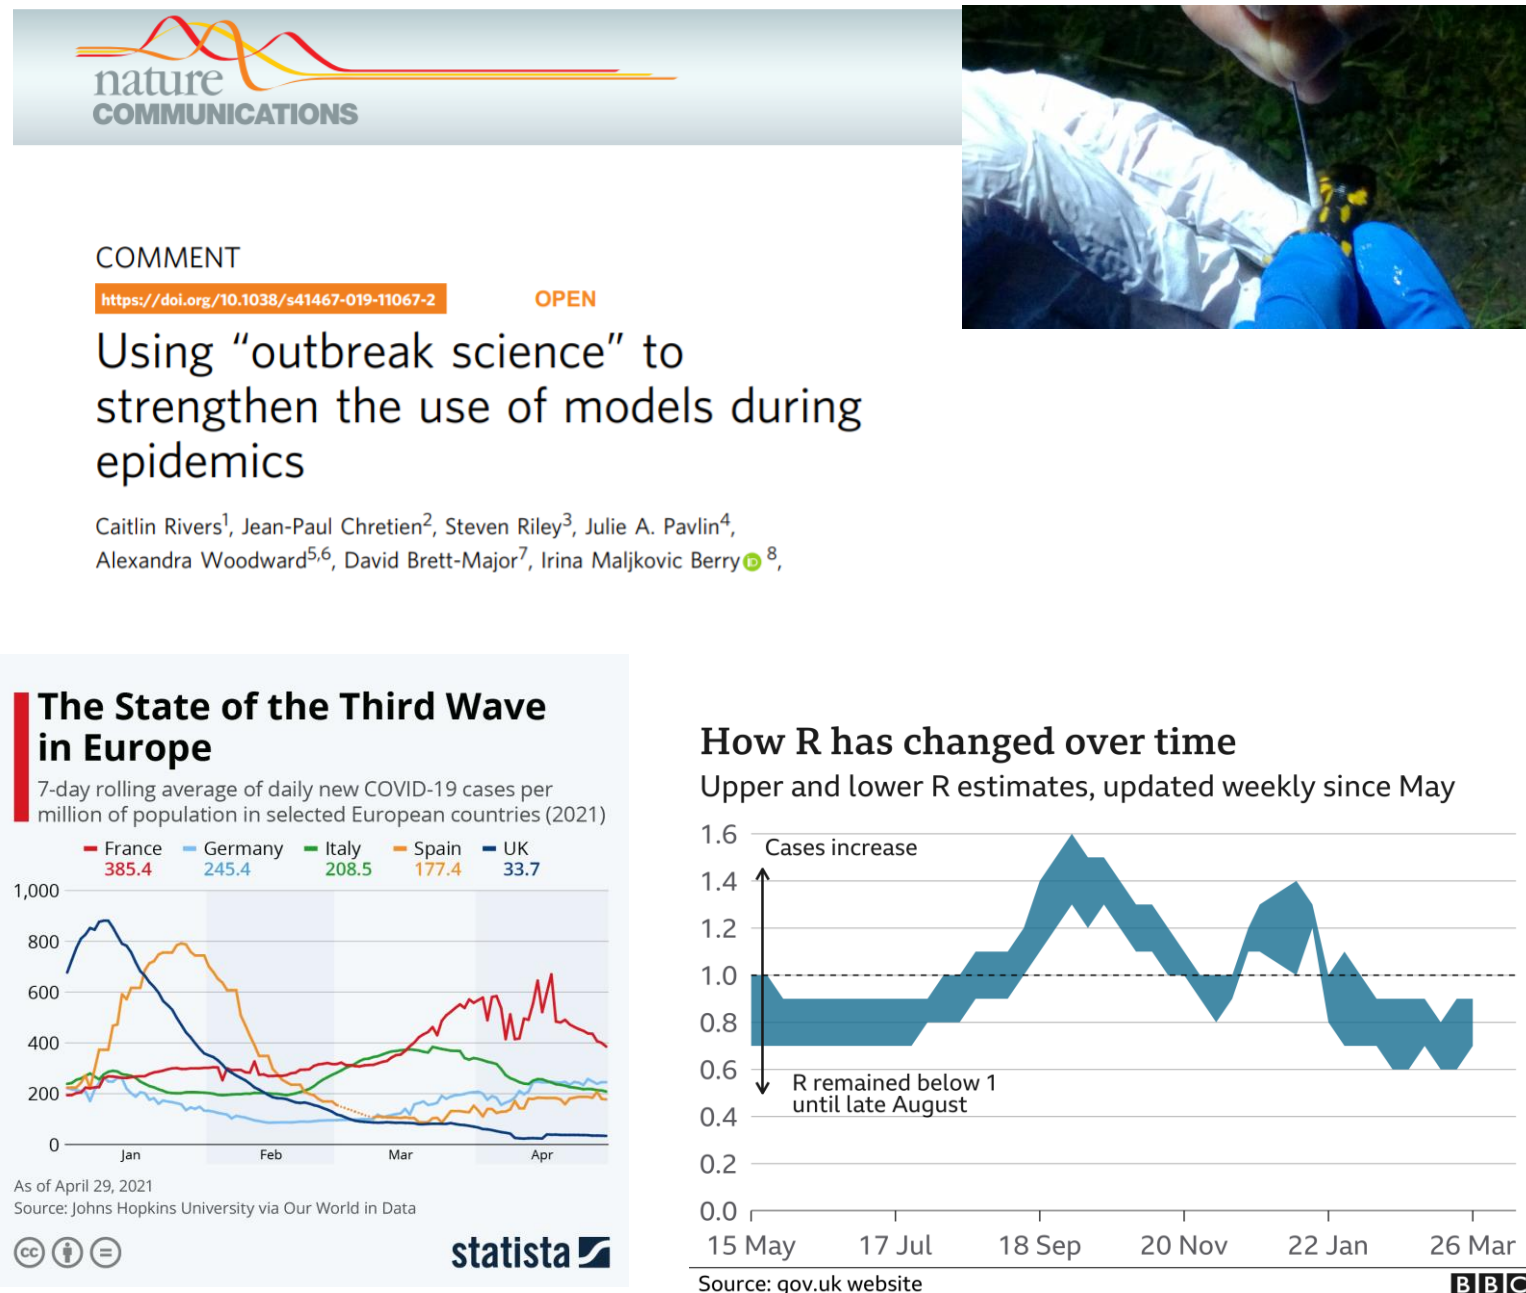 nature
COMMUNICATIONS
COMMENT
https://doi.org/10.1038/s41467-019-11067-2
OPEN
Using “outbreak science” to
strengthen the use of models during
epidemics
Caitlin Rivers1, Jean-Paul Chretien2, Steven Riley3, Julie A. Pavlin4,
Alexandra Woodward5,6, David Brett-Major7, Irina Maljkovic Berry iD 8,
The State of the Third Wave
in Europe
7-day rolling average of daily new COVID-19 cases per
million of population in selected European countries (2021)
France Germany Italy Spain UK
385.4 245.4 208.5 177.4 33.7
1,000
800
600
400
200
0
Jan Feb Mar Apr
As of April 29, 2021
Source: Johns Hopkins University via Our World in Data
cc
statista
How R has changed over time
Upper and lower R estimates, updated weekly since May
1.6
Cases increase
1.4
1.2
1.0
0.8
0.6
R remained below 1
until late August
0.4
0.2
0.0
15 May 17 Jul 18 Sep 20 Nov 22 Jan 26 Mar
Source: gov.uk website
BBC